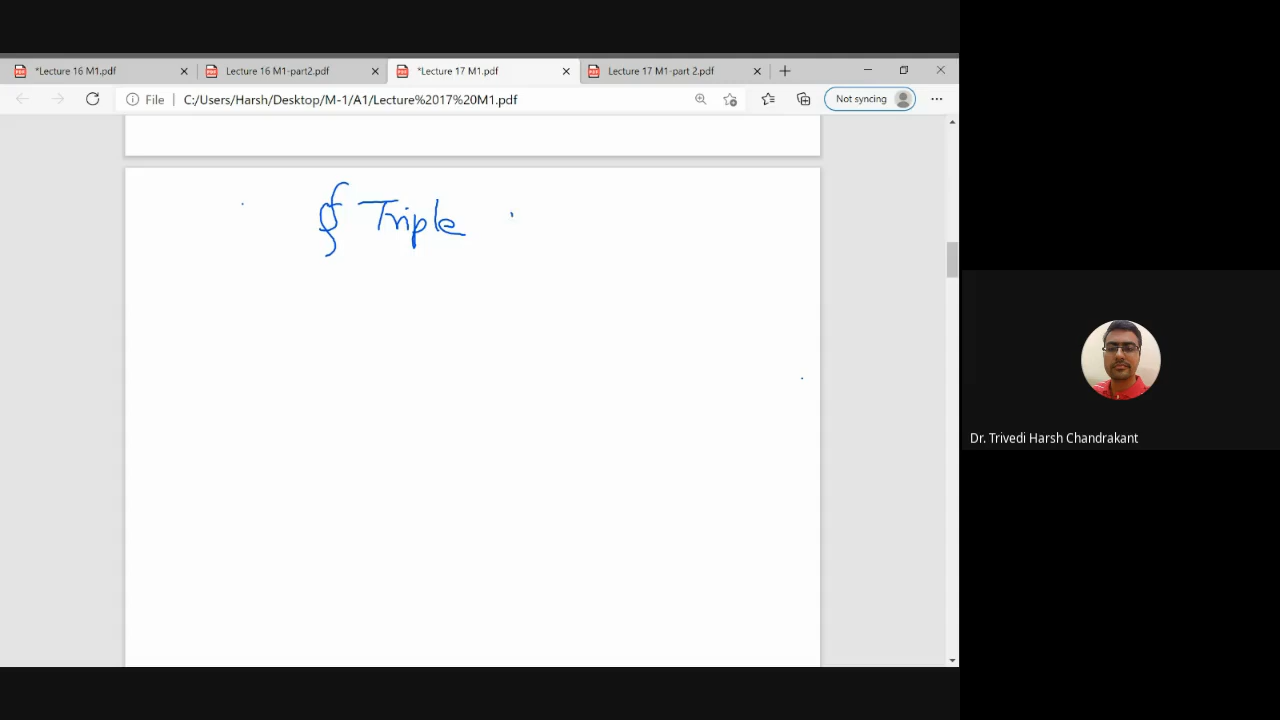 *Lecture 16 M1.pdf
Lecture 16 M1-part2.pdf
*Lecture 17 M1.pdf
Lecture 17 M1-part 2.pdf
File | C:/Users/Harsh/Desktop/M-1/A1/Lecture%2017%20M1.pdf
Not syncing
§ Triple
Dr. Trivedi Harsh Chandrakant